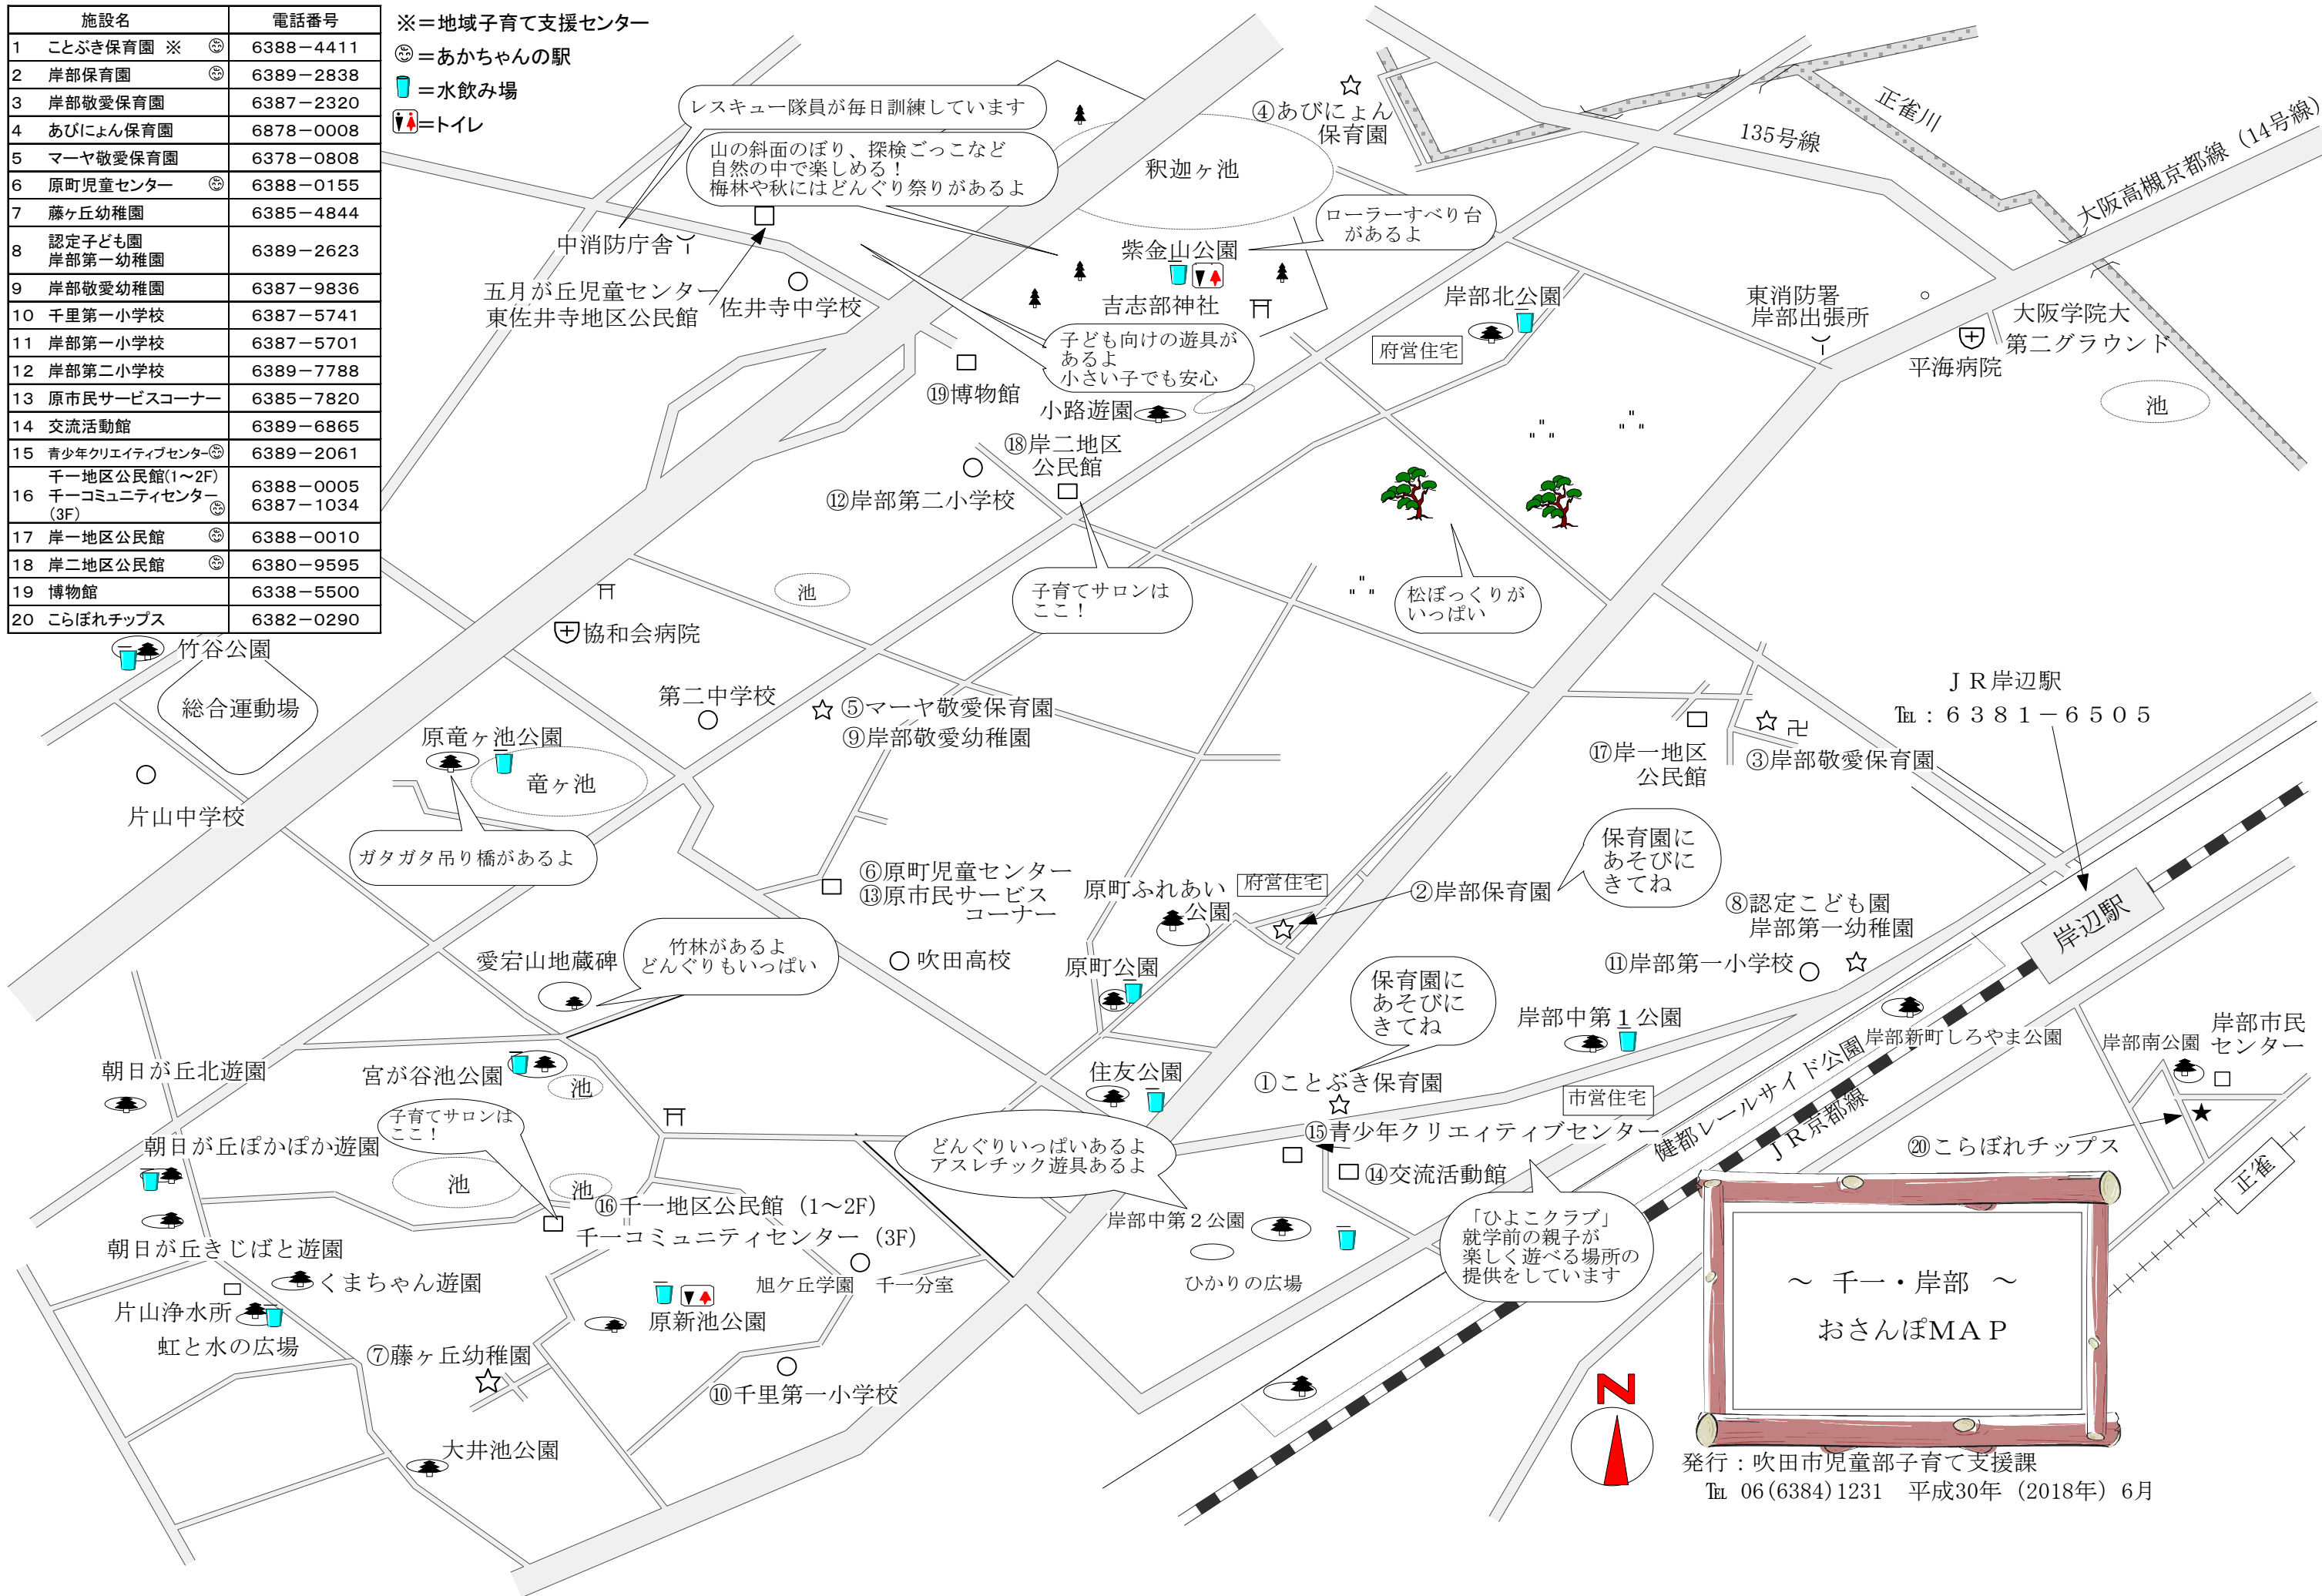 施設名 電話番号
1 ことぶき保育園 ※ 6388－4411
2 岸部保育園 6389－2838
3 岸部敬愛保育園 6387－2320
4 あびにょん保育園 6878－0008
5 マーヤ敬愛保育園 6378－0808
6 原町児童センター 6388－0155
7 藤ヶ丘幼稚園 6385－4844
8 認定子ども園
岸部第一幼稚園 6389－2623
9 岸部敬愛幼稚園 6387－9836
10 千里第一小学校 6387－5741
11 岸部第一小学校 6387－5701
12 岸部第二小学校 6389－7788
13 原市民サービスコーナー 6385－7820
14 交流活動館 6389－6865
15 青少年クリエイティブセンター 6389－2061
16 千一地区公民館(1～2F) 6388－0005
千一コミュニティセンター 6387－1034
(3F)
17 岸一地区公民館 6388－0010
18 岸二地区公民館 6380－9595
19 博物館 6338－5500
20 こらぼれチップス 6382－0290
※＝地域子育て支援センター
＝あかちゃんの駅
＝水飲み場
＝トイレ
レスキュー隊員が毎日訓練しています
山の斜面のぼり、探検ごっこなど
自然の中で楽しめる！
梅林や秋にはどんぐり祭りがあるよ
釈迦ヶ池
④あびにょん
保育園
正雀川
135号線
大阪高槻京都線（14号線）
ローラーすべり台
があるよ
中消防庁舎
紫金山公園
五月が丘児童センター
東佐井寺地区公民館
佐井寺中学校
吉志部神社
岸部北公園
府営住宅
東消防署
岸部出張所
大阪学院大
第二グラウンド
平海病院
池
子ども向けの遊具が
あるよ
小さい子でも安心
⑲博物館
小路遊園
⑱岸二地区
公民館
⑫岸部第二小学校
子育てサロンは
ここ！
松ぼっくりが
いっぱい
池
協和会病院
竹谷公園
総合運動場
第二中学校
⑤マーヤ敬愛保育園
⑨岸部敬愛幼稚園
原竜ヶ池公園
竜ヶ池
片山中学校
ガタガタ吊り橋があるよ
ＪＲ岸辺駅
℡：６３８１－６５０５
⑰岸一地区
公民館
③岸部敬愛保育園
保育園に
あそびに
きてね
⑥原町児童センター
⑬原市民サービス
コーナー
原町ふれあい
公園
府営住宅
②岸部保育園
⑧認定こども園
岸部第一幼稚園
岸辺駅
愛宕山地蔵碑
竹林があるよ
どんぐりもいっぱい
吹田高校
原町公園
⑪岸部第一小学校
保育園に
あそびに
きてね
岸部中第１公園
岸部新町しろやま公園
岸部南公園
岸部市民
センター
朝日が丘北遊園
宮が谷池公園
池
住友公園
①ことぶき保育園
市営住宅
健都レールサイド公園
ＪＲ京都線
子育てサロンは
ここ！
朝日が丘ぽかぽか遊園
どんぐりいっぱいあるよ
アスレチック遊具あるよ
⑮青少年クリエィティブセンター
⑭交流活動館
⑳こらぼれチップス
正雀
池
池
⑯千一地区公民館（1～2F）
千一コミュニティセンター（3F）
岸部中第２公園
ひかりの広場
「ひよこクラブ」
就学前の親子が
楽しく遊べる場所の
提供をしています
朝日が丘きじばと遊園
くまちゃん遊園
旭ケ丘学園　千一分室
片山浄水所
虹と水の広場
原新池公園
⑦藤ヶ丘幼稚園
⑩千里第一小学校
大井池公園
～ 千一・岸部 ～
おさんぽＭＡＰ
N
発行：吹田市児童部子育て支援課
℡ 06(6384)1231　平成30年（2018年）6月